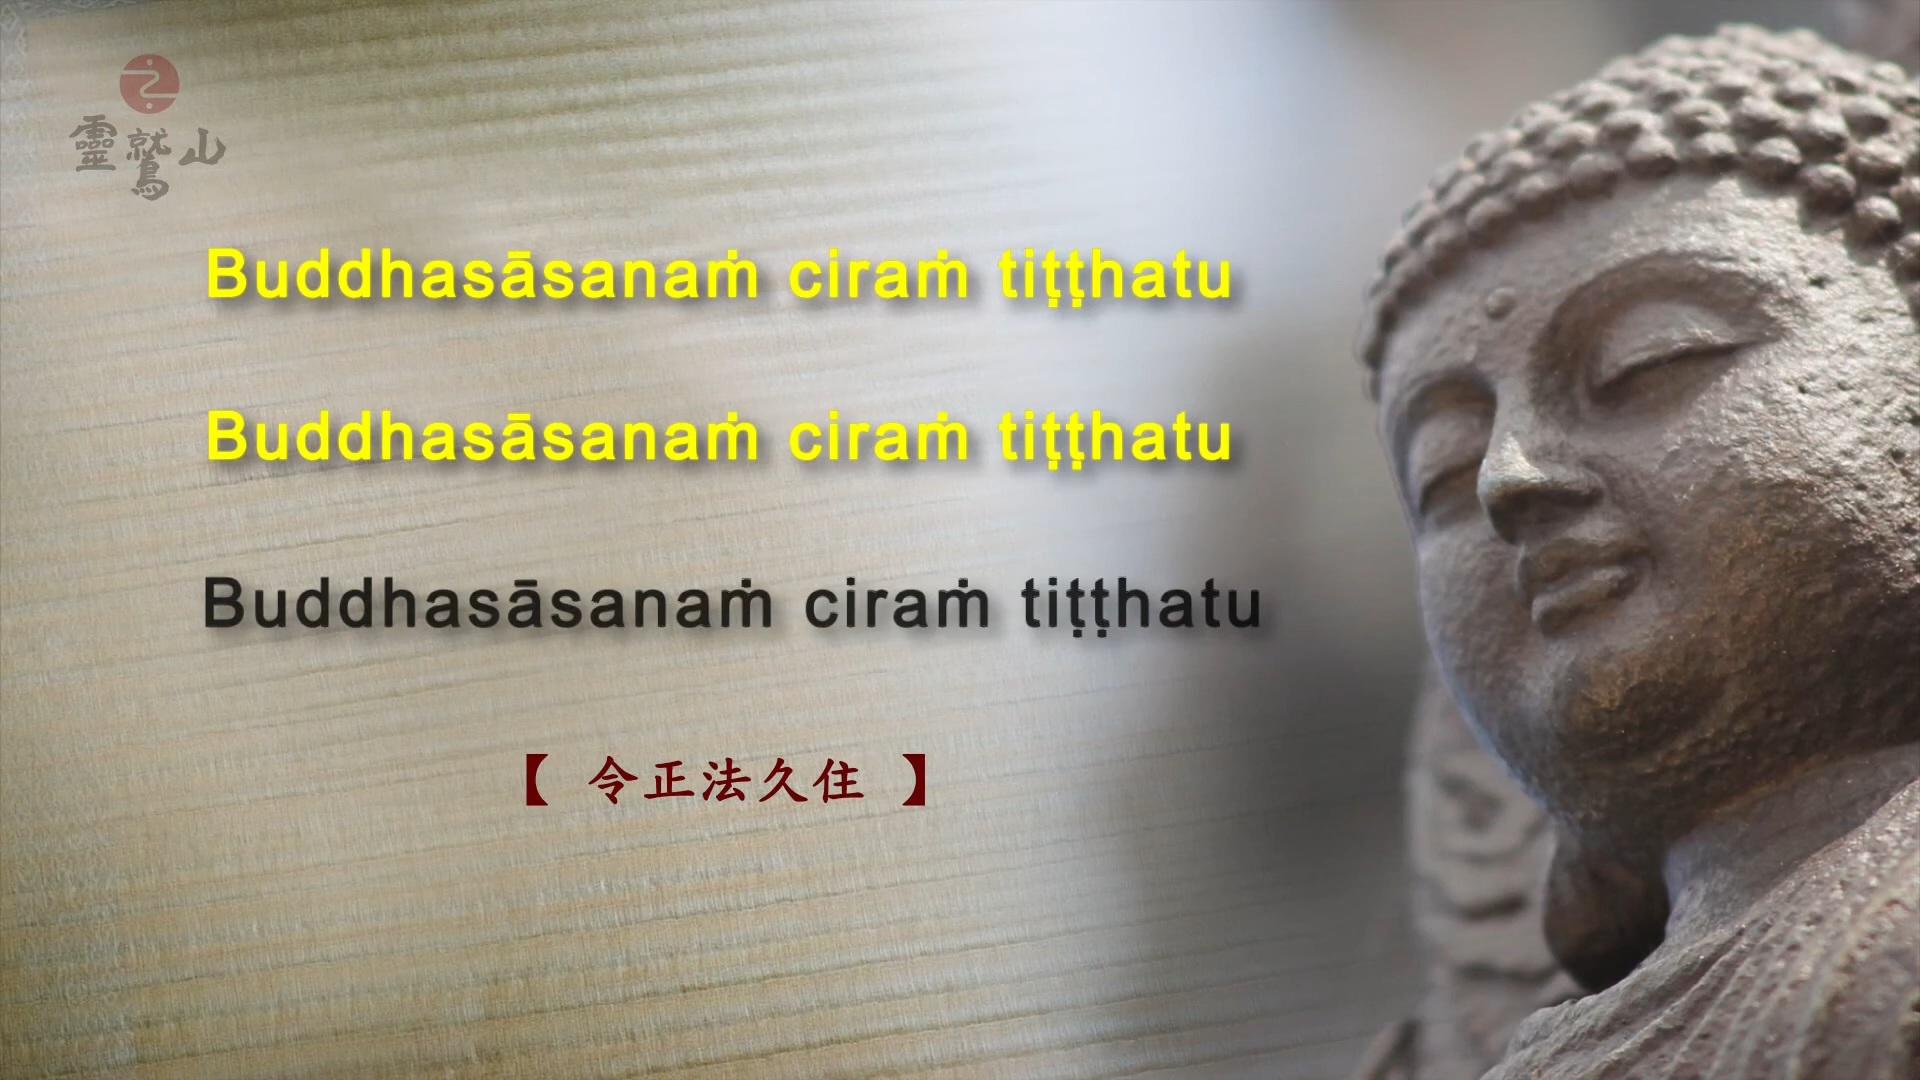 靈鷲山
Buddhasāsanaṁ ciraṁ tiṭṭhatu
Buddhasāsanaṁ ciraṁ tiṭṭhatu
Buddhasāsanaṁ ciraṁ tiṭṭhatu
【 令正法久住 】